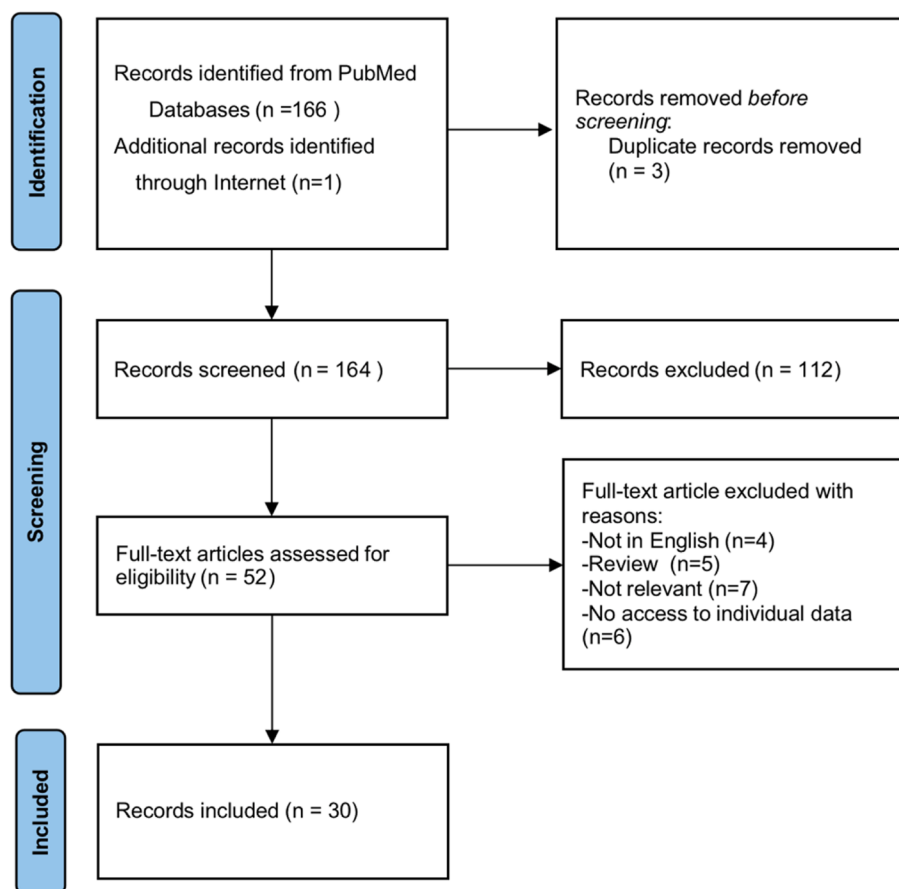 Identification
Records identified from PubMed
Databases (n =166 )
Additional records identified
through Internet (n=1)
Records removed before
screening:
Duplicate records removed
(n = 3)
Screening
Records screened (n = 164 )
Records excluded (n = 112)
Full-text articles assessed for
eligibility (n = 52)
Full-text article excluded with
reasons:
-Not in English (n=4)
-Review (n=5)
-Not relevant (n=7)
-No access to individual data
(n=6)
Included
Records included (n = 30)